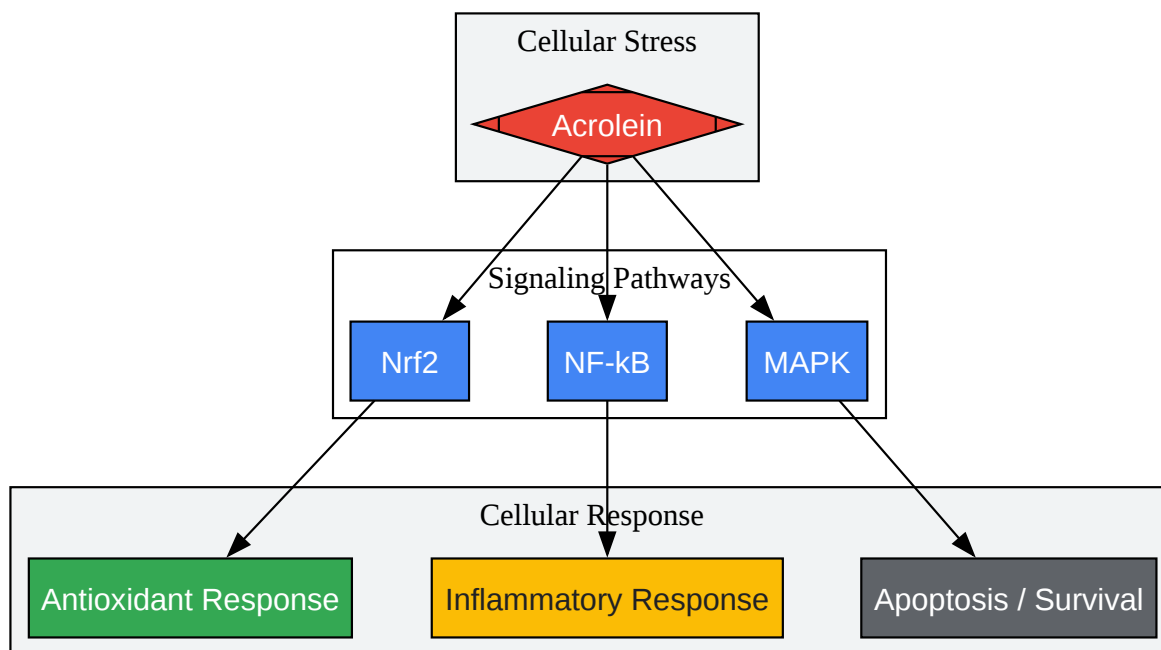 Cellular Stress
Acrolein
Signaling Pathways
Nrf2
NF-kB
MAPK
Cellular Response
Antioxidant Response
Inflammatory Response
Apoptosis / Survival